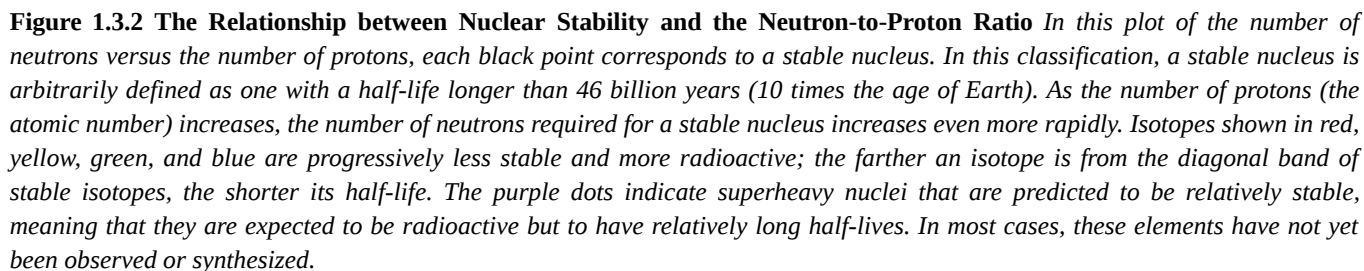 Figure 1.3.2 The Relationship between Nuclear Stability and the Neutron-to-Proton Ratio In this plot of the number of
neutrons versus the number of protons, each black point corresponds to a stable nucleus. In this classification, a stable nucleus is
arbitrarily defined as one with a half-life longer than 46 billion years (10 times the age of Earth). As the number of protons (the
atomic number) increases, the number of neutrons required for a stable nucleus increases even more rapidly. Isotopes shown in red,
yellow, green, and blue are progressively less stable and more radioactive; the farther an isotope is from the diagonal band of
stable isotopes, the shorter its half-life. The purple dots indicate superheavy nuclei that are predicted to be relatively stable,
meaning that they are expected to be radioactive but to have relatively long half-lives. In most cases, these elements have not yet
been observed or synthesized.